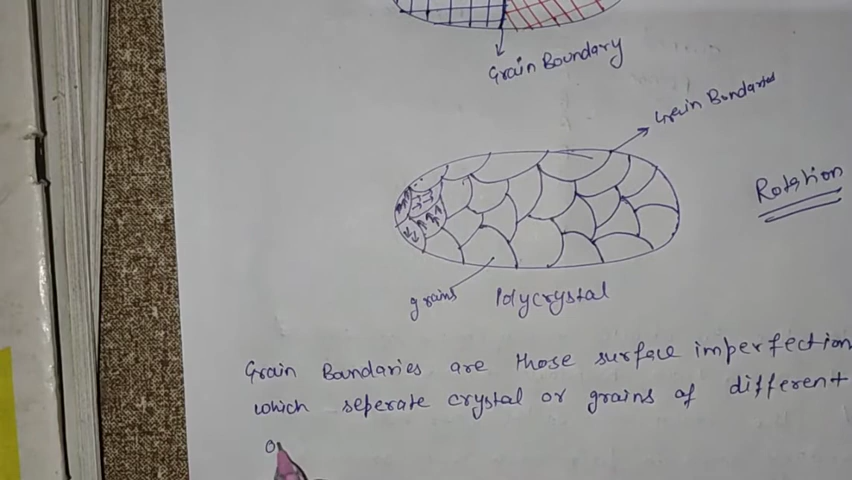 Grain Boundary
Grain Bondaries
Rotation
grains
Polycrystal
Grain Boundaries are those surface imperfection
which seperate crystal or grains of different